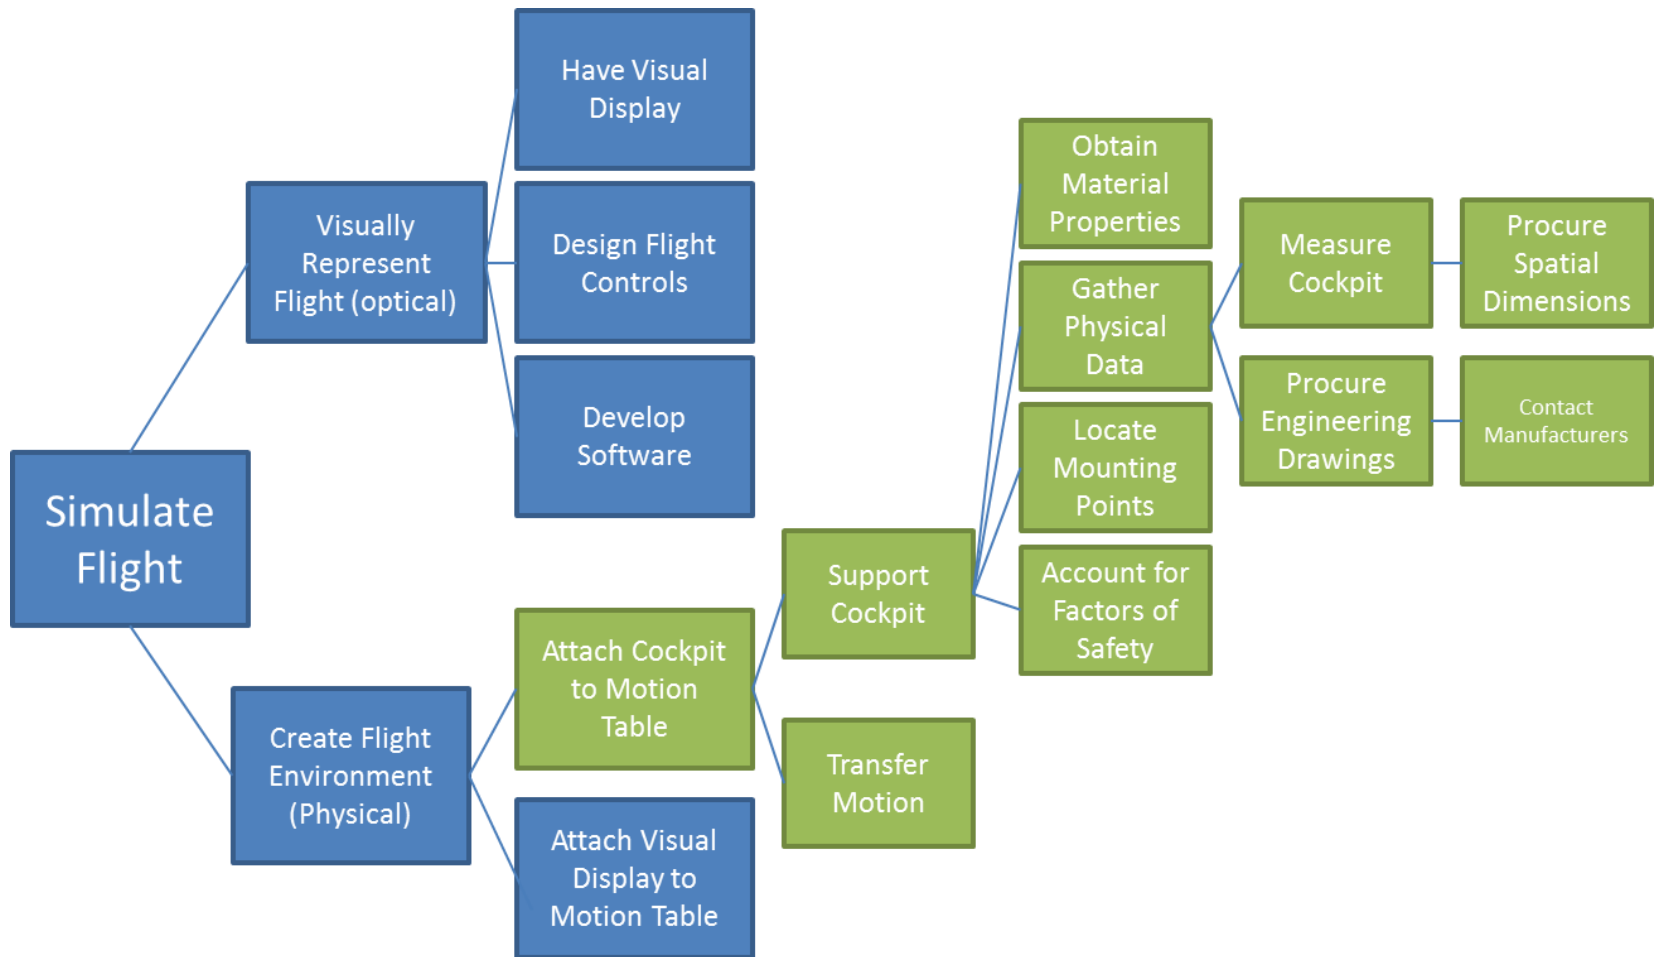 Simulate
Flight
Visually
Represent
Flight (optical)
Have Visual
Display
Design Flight
Controls
Develop
Software
Create Flight
Environment
(Physical)
Attach Cockpit
to Motion
Table
Attach Visual
Display to
Motion Table
Support
Cockpit
Transfer
Motion
Obtain
Material
Properties
Gather
Physical
Data
Locate
Mounting
Points
Account for
Factors of
Safety
Measure
Cockpit
Procure
Engineering
Drawings
Procure
Spatial
Dimensions
Contact
Manufacturers